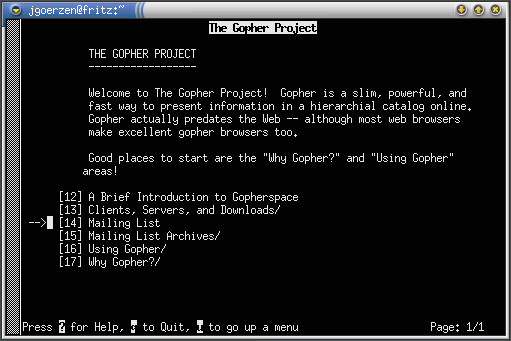 jgoerzen@fritz:~
The Gopher Project
THE GOPHER PROJECT
------------------
Welcome to The Gopher Project!  Gopher is a slim, powerful, and
fast way to present information in a hierarchial catalog online.
Gopher actually predates the Web -- although most web browsers
make excellent gopher browsers too.
Good places to start are the "Why Gopher?" and "Using Gopher"
areas!
[12] A Brief Introduction to Gopherspace
[13] Clients, Servers, and Downloads/
--> [14] Mailing List
[15] Mailing List Archives/
[16] Using Gopher/
[17] Why Gopher?/
Press ? for Help, q to Quit, u to go up a menu Page: 1/1